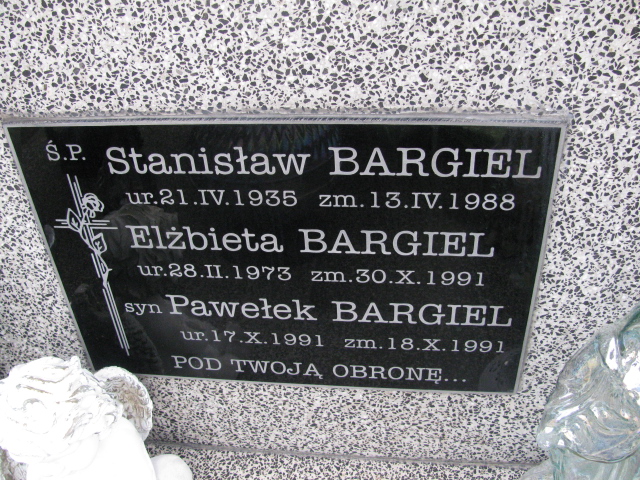 Ś.P. Stanisław BARGIEL
ur.21.IV.1935 zm.13.IV.1988
Elżbieta BARGIEL
ur.28.II.1973 zm.30.X.1991
syn Pawełek BARGIEL
ur.17.X.1991 zm.18.X.1991
POD TWOJĄ OBRONĘ...